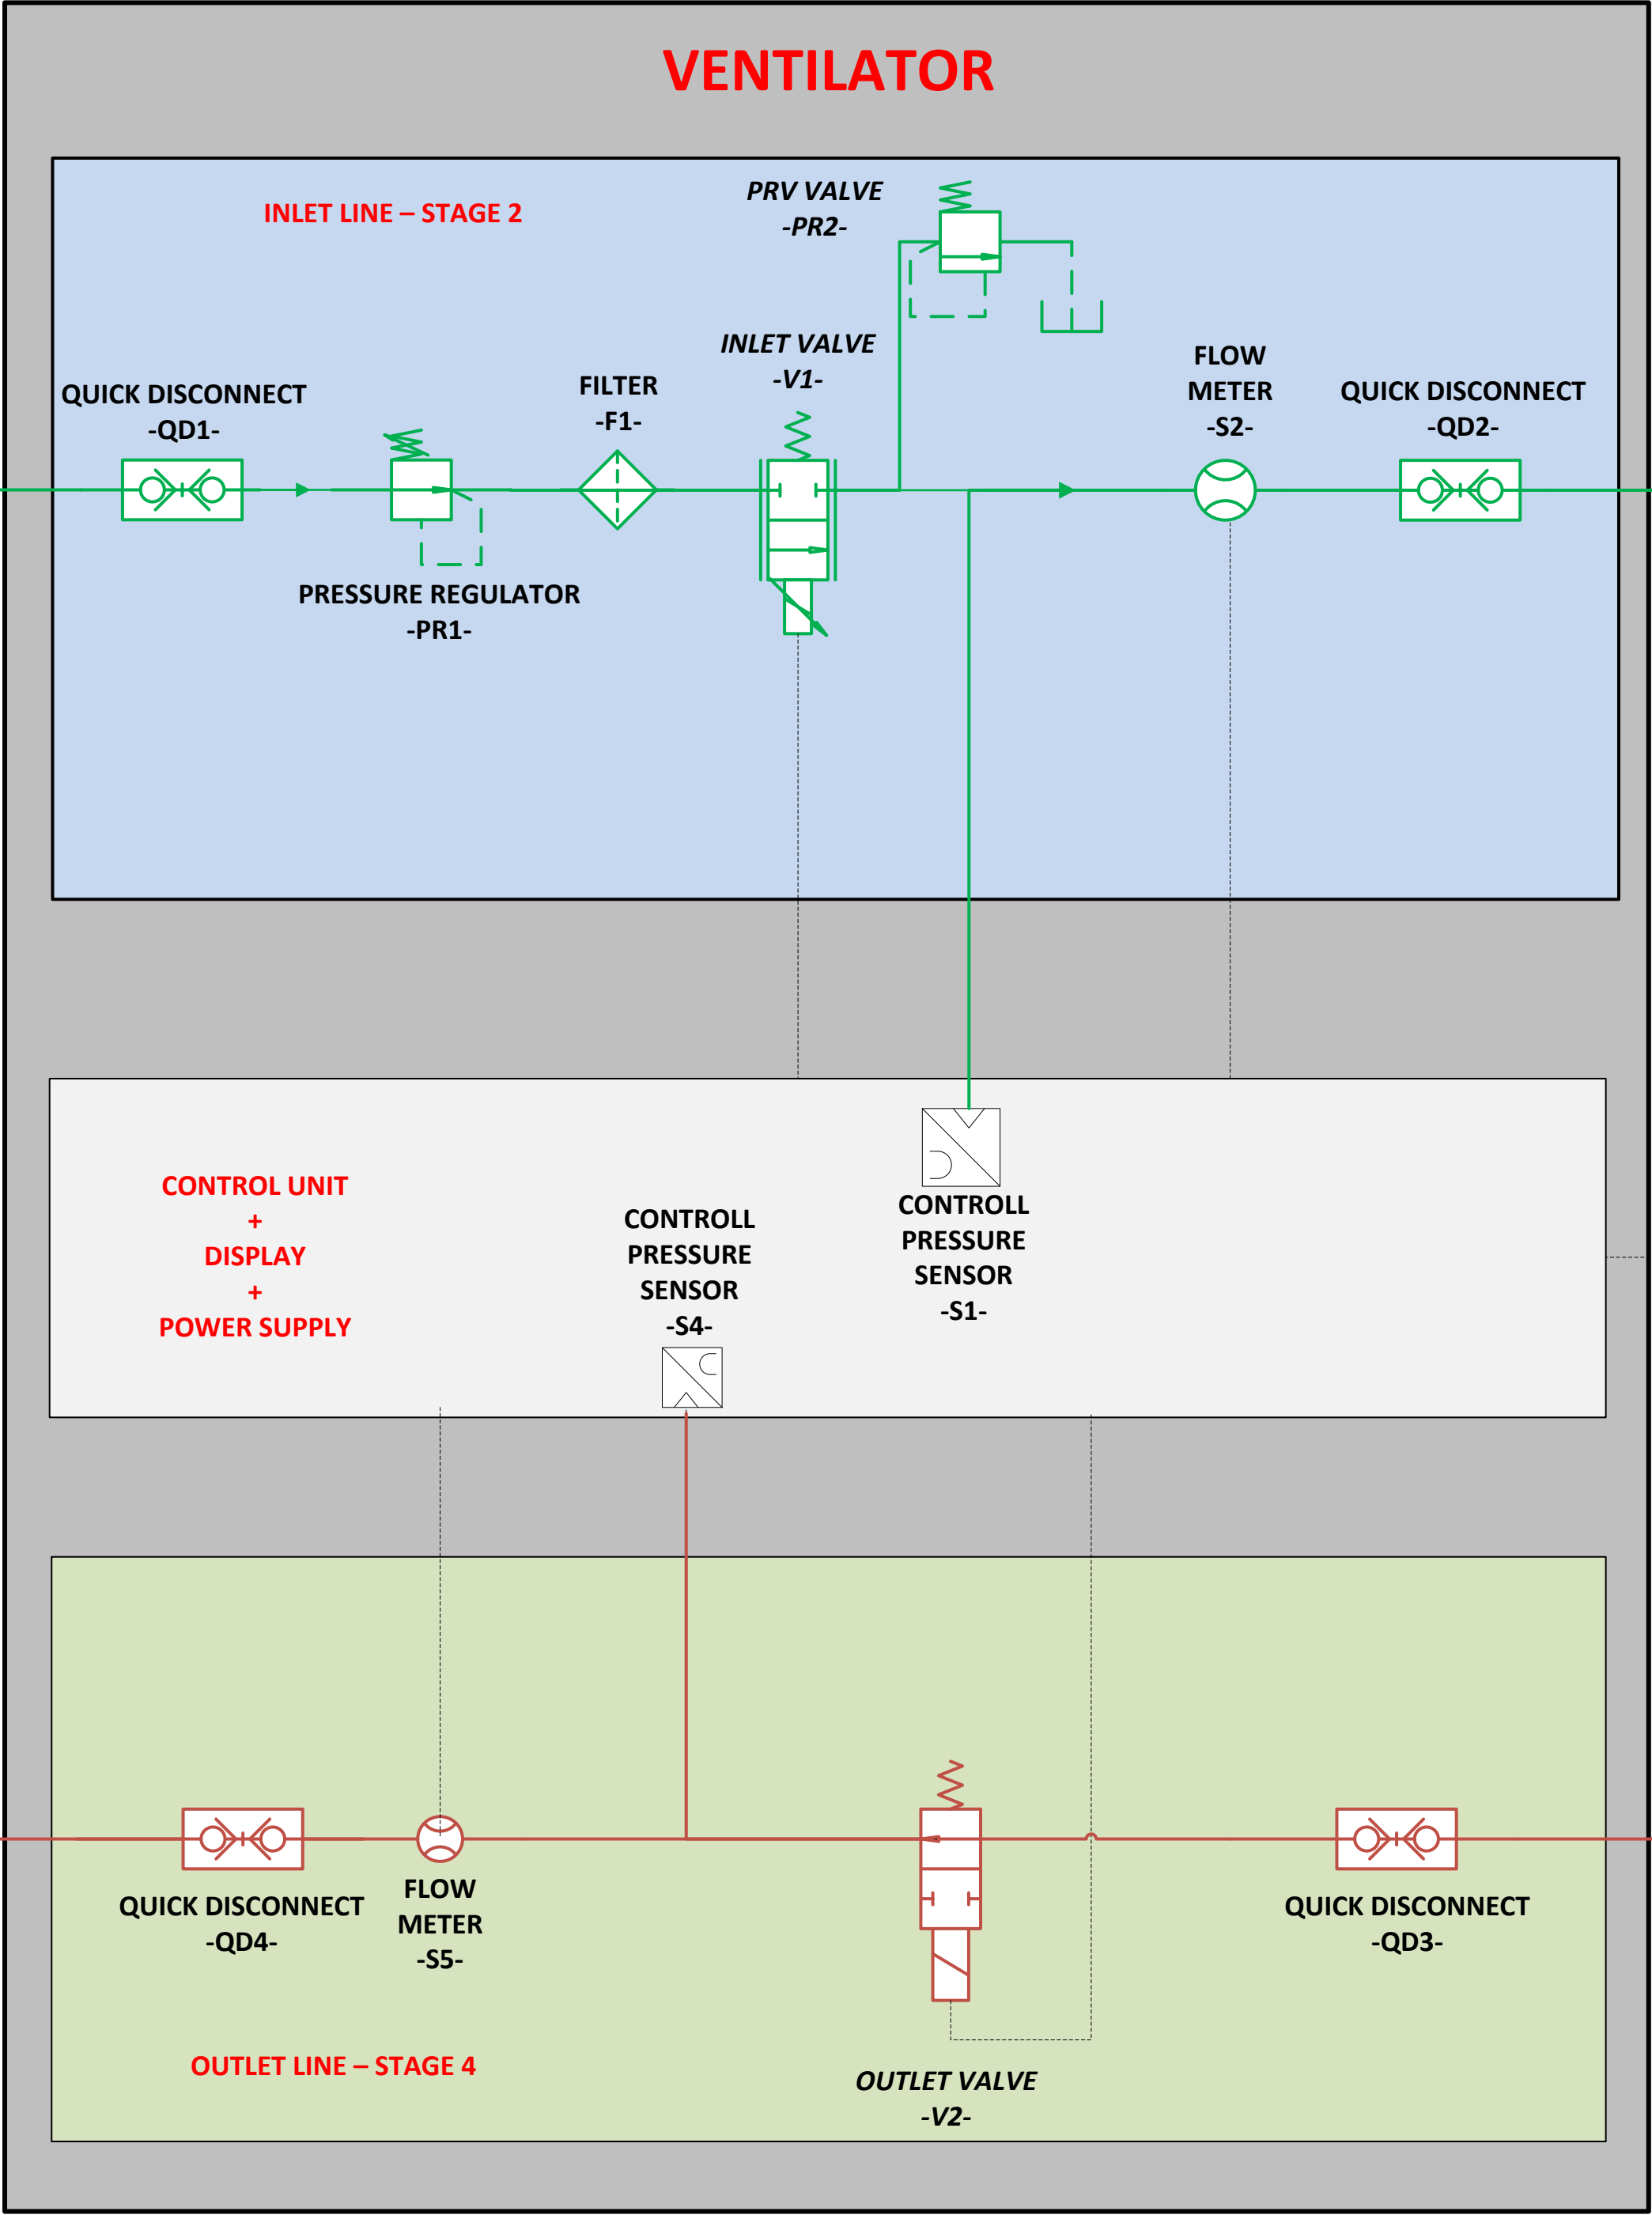 VENTILATOR
INLET LINE – STAGE 2
PRV VALVE
-PR2-
INLET VALVE
-V1-
QUICK DISCONNECT
-QD1-
FILTER
-F1-
FLOW
METER
-S2-
QUICK DISCONNECT
-QD2-
PRESSURE REGULATOR
-PR1-
CONTROL UNIT
+
DISPLAY
+
POWER SUPPLY
CONTROLL
PRESSURE
SENSOR
-S4-
CONTROLL
PRESSURE
SENSOR
-S1-
QUICK DISCONNECT
-QD4-
FLOW
METER
-S5-
QUICK DISCONNECT
-QD3-
OUTLET LINE – STAGE 4
OUTLET VALVE
-V2-